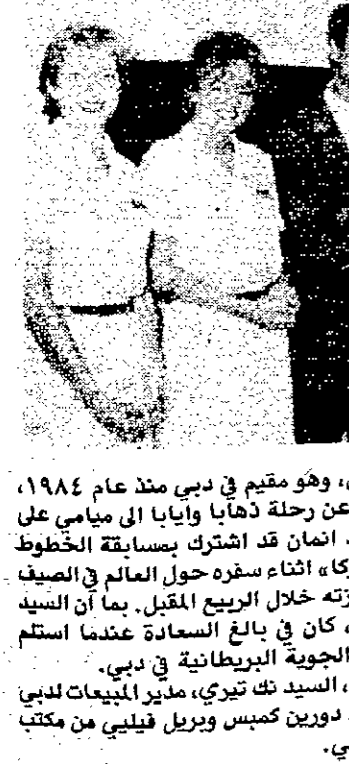 ، وهو مقيم في دبي منذ عام ١٩٨٤،
عن رحلة ذهابا وايابا الى ميامي على
انمان قد اشترك بمسابقة الخطوط
كا» اثناء سفره حول العالم في الصيف
زته خلال الربيع المقبل. بما أن السيد
، كان في بالغ السعادة عندما استلم
الجوية البريطانية في دبي.
، السيد نك تيري، مدير المبيعات لدبي
دورين كمبس وبريل فيليي من مكتب
ي.